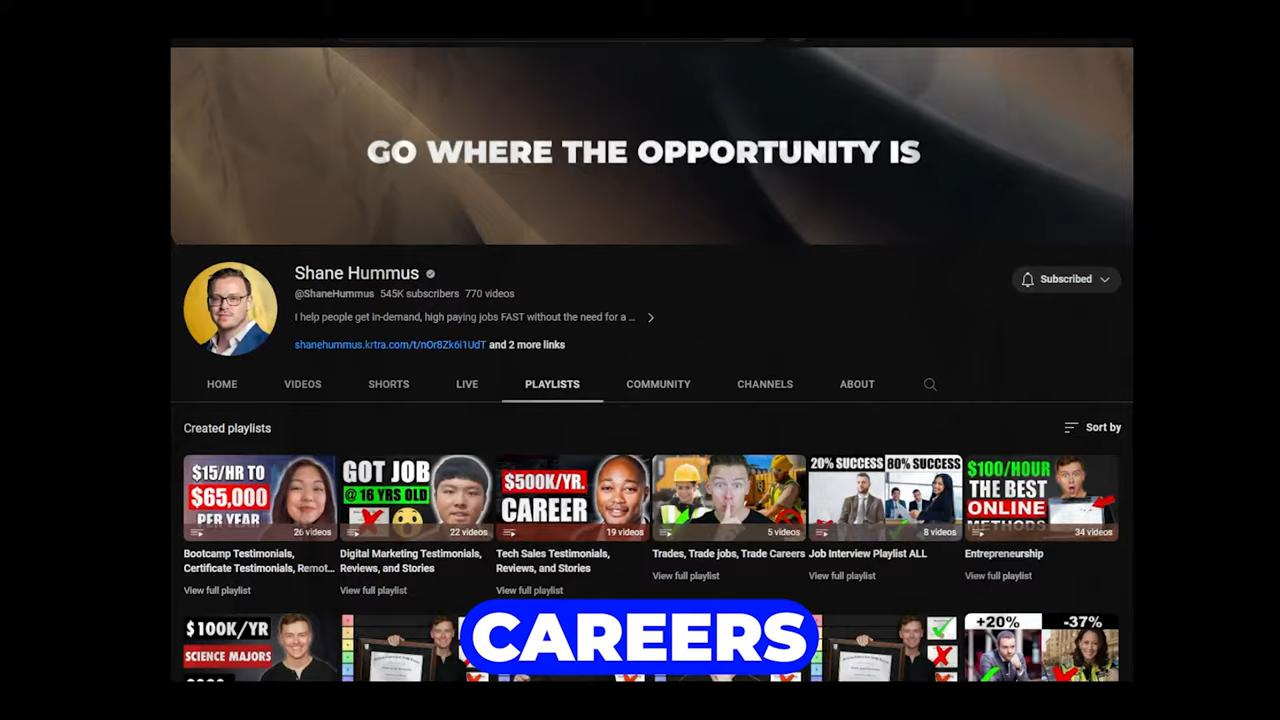 GO WHERE THE OPPORTUNITY IS
Shane Hummus
@ShaneHummus 545K subscribers 770 videos
I help people get in-demand, high paying jobs FAST without the need for a ...
shanehummus.krtra.com/t/nOr8Zk6i1UdT and 2 more links
Subscribed
HOME VIDEOS SHORTS LIVE PLAYLISTS COMMUNITY CHANNELS ABOUT
Created playlists
Sort by
$15/HR TO
$65,000
PER YEAR
26 videos
Bootcamp Testimonials,
Certificate Testimonials, Remot...
View full playlist
GOT JOB
@ 16 YRS OLD
22 videos
Digital Marketing Testimonials,
Reviews, and Stories
View full playlist
$500K/YR.
CAREER
19 videos
Tech Sales Testimonials,
Reviews, and Stories
View full playlist
5 videos
Trades, Trade jobs, Trade Careers
View full playlist
20% SUCCESS 80% SUCCESS
8 videos
Job Interview Playlist ALL
View full playlist
$100/HOUR
THE BEST
ONLINE
METHODS
34 videos
Entrepreneurship
View full playlist
$100K/YR
SCIENCE MAJORS
CAREERS
+20% -37%